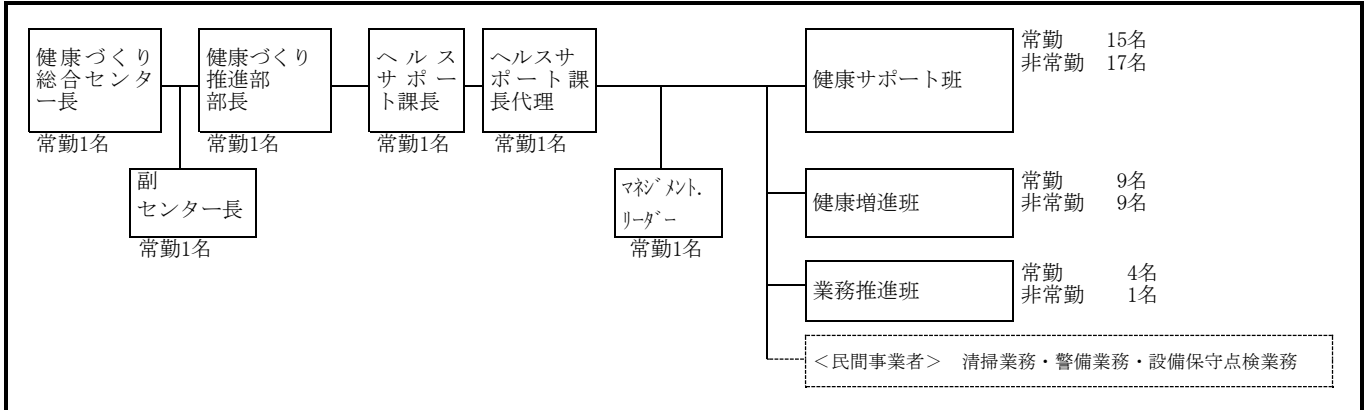 健康づくり
総合センタ
ー長
常勤1名
副
センター長
常勤1名
健康づくり
推進部
部長
常勤1名
ヘルス
サポー
ト課長
常勤1名
ヘルスサ
ポート課
長代理
常勤1名
マネジメント.
リーダー
常勤1名
健康サポート班
常勤 15名
非常勤 17名
健康増進班
常勤 9名
非常勤 9名
業務推進班
常勤 4名
非常勤 1名
＜民間事業者＞ 清掃業務・警備業務・設備保守点検業務